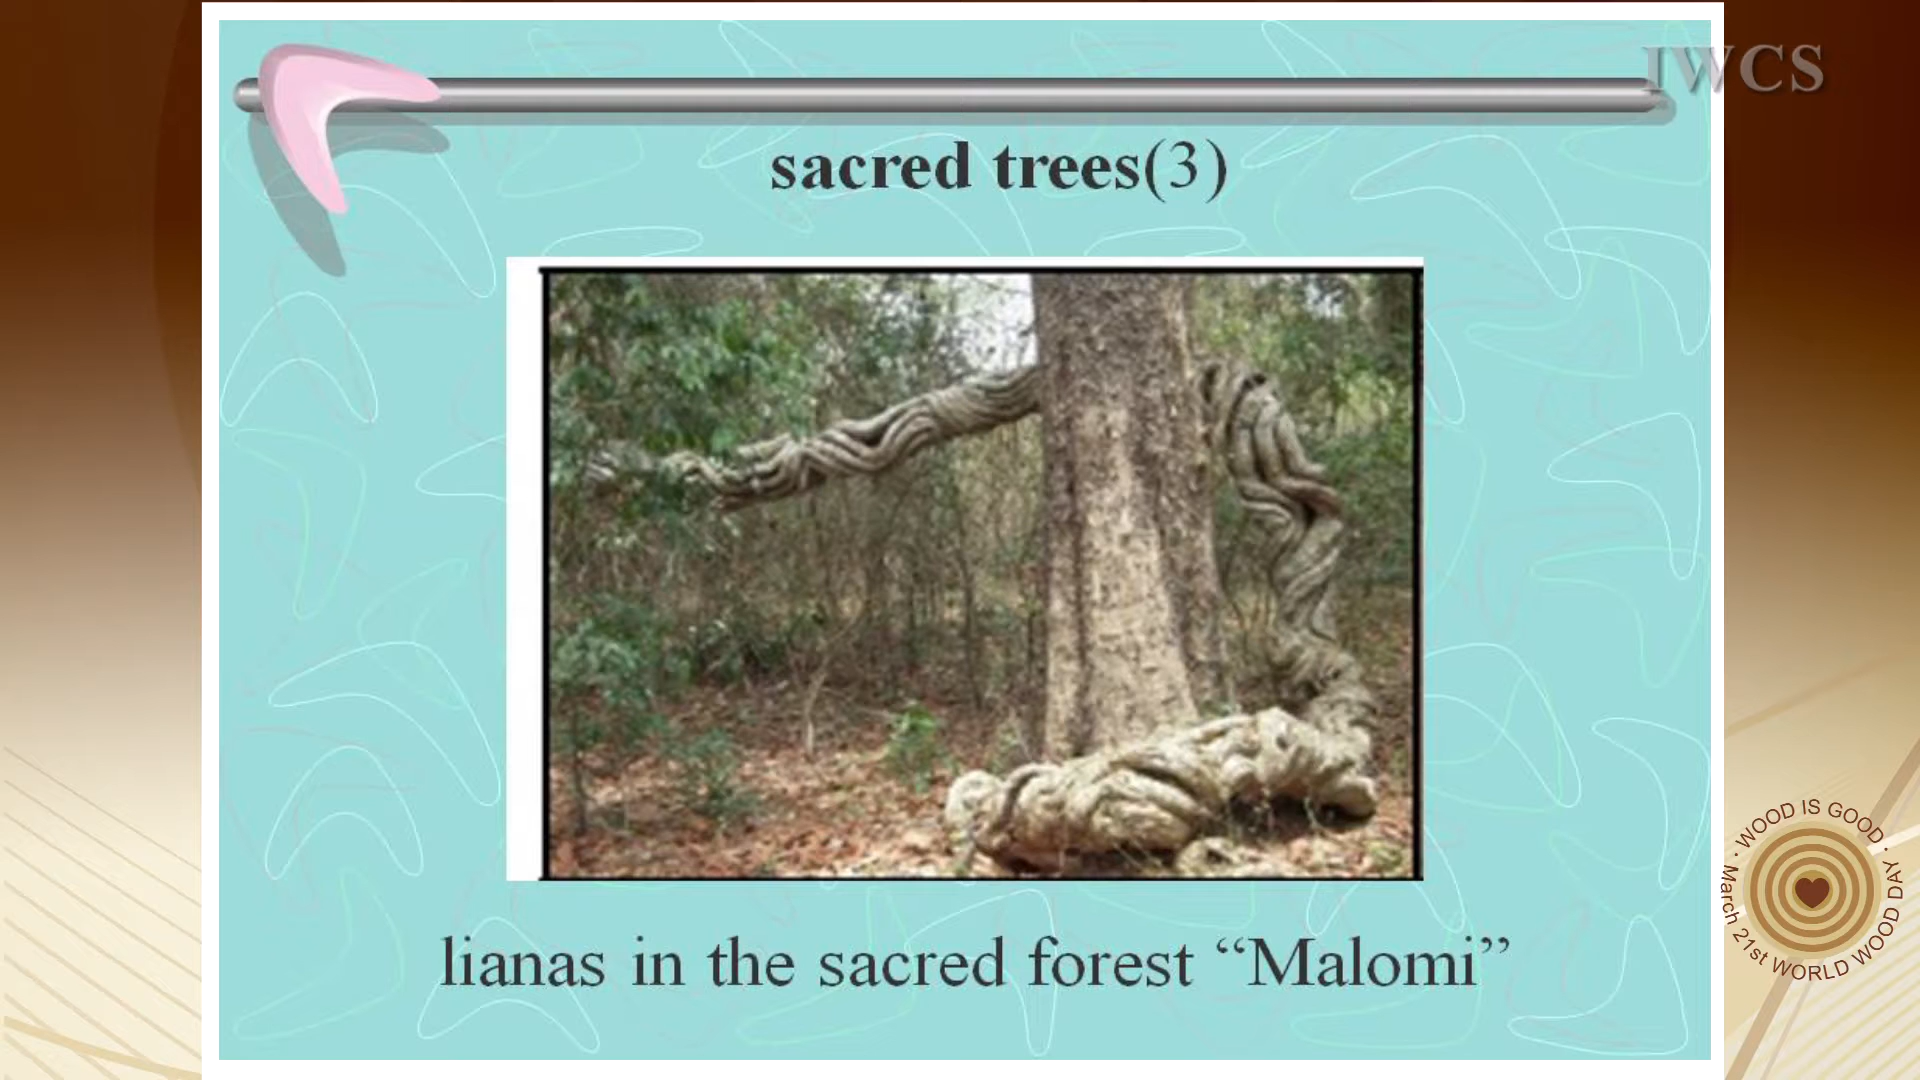 IWCS
sacred trees(3)
lianas in the sacred forest “Malomi”
· WOOD IS GOOD ·
March 21st WORLD WOOD DAY